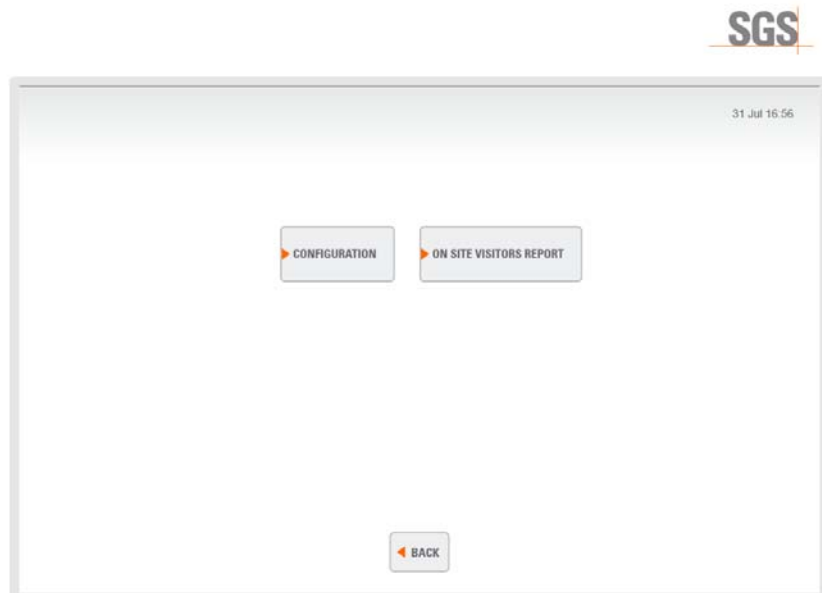 SGS
31 Jul 16:56
CONFIGURATION
ON SITE VISITORS REPORT
BACK